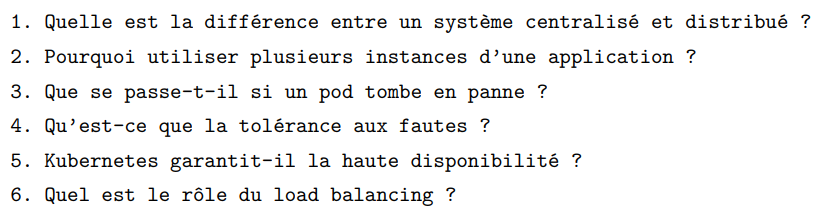 1. Quelle est la différence entre un système centralisé et distribué ?
2. Pourquoi utiliser plusieurs instances d’une application ?
3. Que se passe-t-il si un pod tombe en panne ?
4. Qu’est-ce que la tolérance aux fautes ?
5. Kubernetes garantit-il la haute disponibilité ?
6. Quel est le rôle du load balancing ?